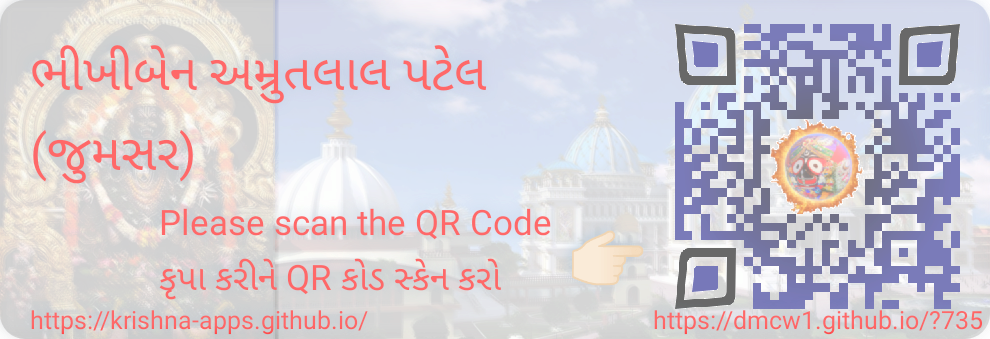 ભીખીબેન અમ્રુતલાલ પટેલ
(જુમસર)
Please scan the QR Code
કૃપા કરીને QR કોડ સ્કેન કરો
https://krishna-apps.github.io/
https://dmcw1.github.io/?735